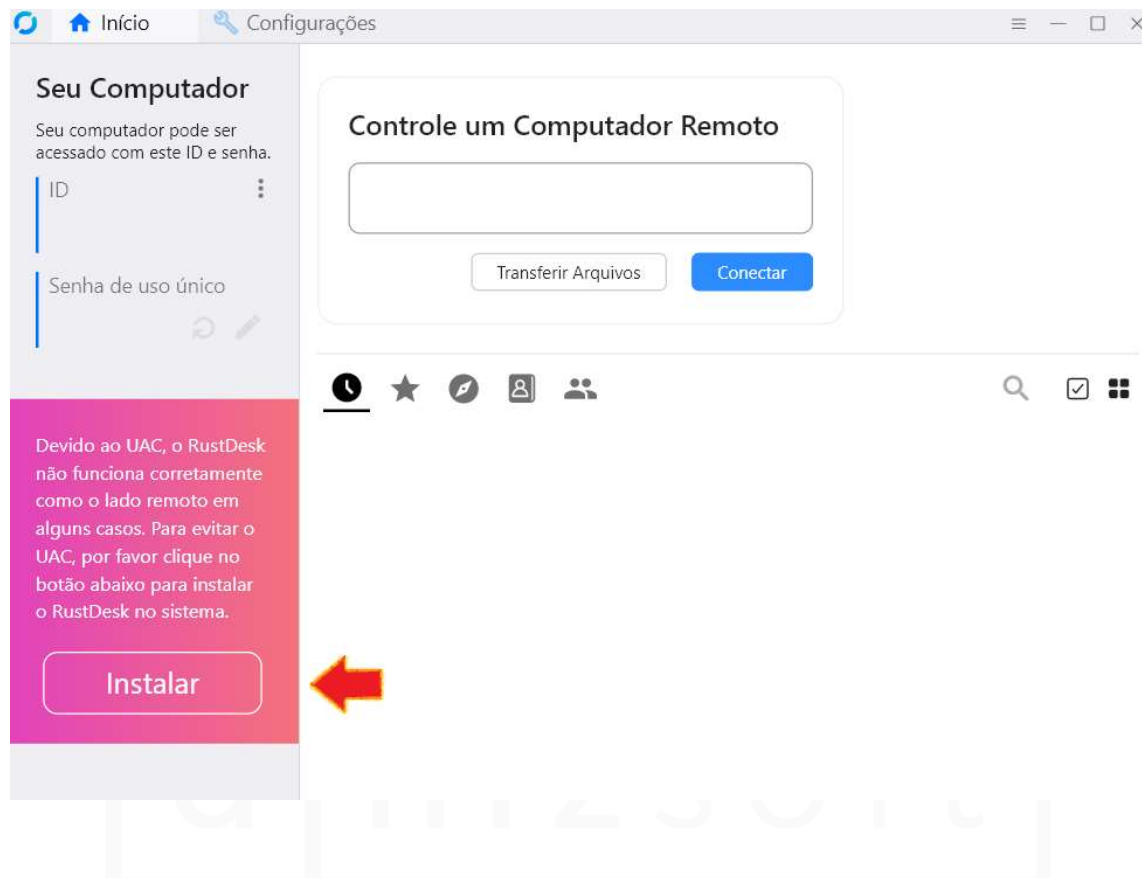 Início
Configurações
Seu Computador
Seu computador pode ser
acessado com este ID e senha.
ID
Senha de uso único
Devido ao UAC, o RustDesk
não funciona corretamente
como o lado remoto em
alguns casos. Para evitar o
UAC, por favor clique no
botão abaixo para instalar
o RustDesk no sistema.
Instalar
Controle um Computador Remoto
Transferir Arquivos
Conectar